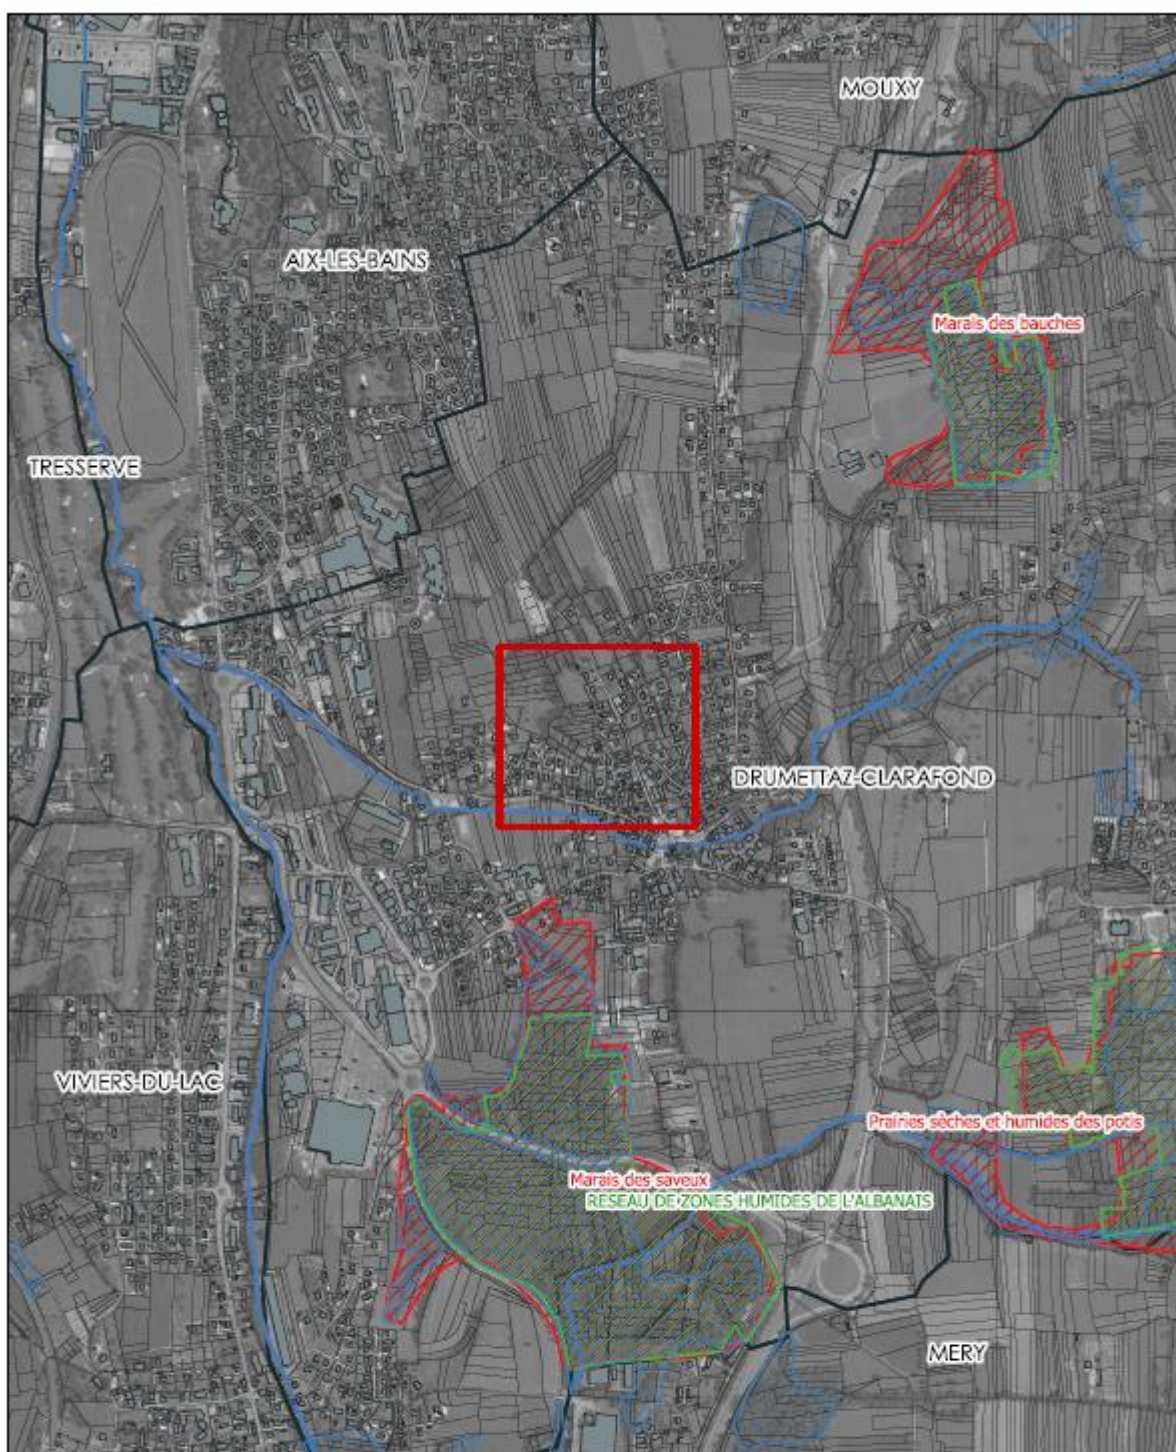 MOUXY
AIX-LES-BAINS
Marais des bauches
TRESSERVE
DRUMETTAZ-CLARAFOND
VIVIERS-DU-LAC
Prairies sèches et humides des potis
Marais des saveux
RESEAU DE ZONES HUMIDES DE L'ALBANAIS
MERY